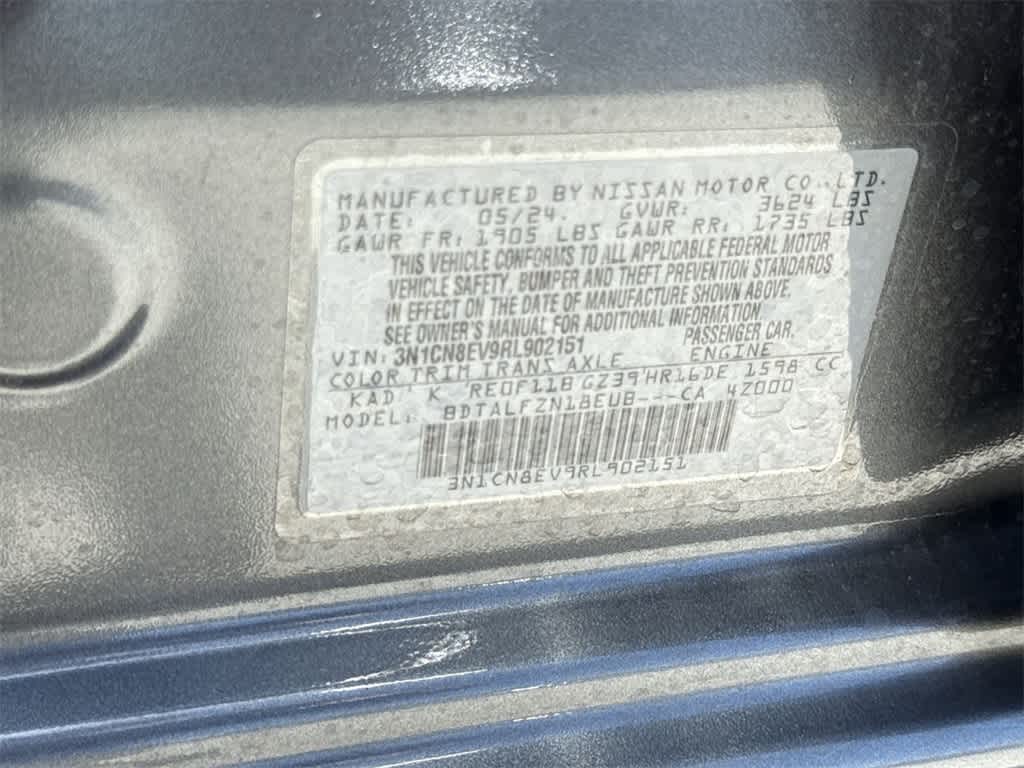 MANUFACTURED BY NISSAN MOTOR CO., LTD.
DATE: 05/24. GVWR: 3624 LBS
GAWR FR: 1905 LBS GAWR RR: 1735 LBS
THIS VEHICLE CONFORMS TO ALL APPLICABLE FEDERAL MOTOR
VEHICLE SAFETY, BUMPER AND THEFT PREVENTION STANDARDS
IN EFFECT ON THE DATE OF MANUFACTURE SHOWN ABOVE.
SEE OWNER'S MANUAL FOR ADDITIONAL INFORMATION.
VIN: 3N1CN8EV9RL902151 PASSENGER CAR.
COLOR TRIM TRANS AXLE ENGINE
KAD K RE0F11B GZ39 HR16DE 1598 CC
MODEL: BDTALFZN18EUB---CA 4Z000
3N1CN8EV9RL902151